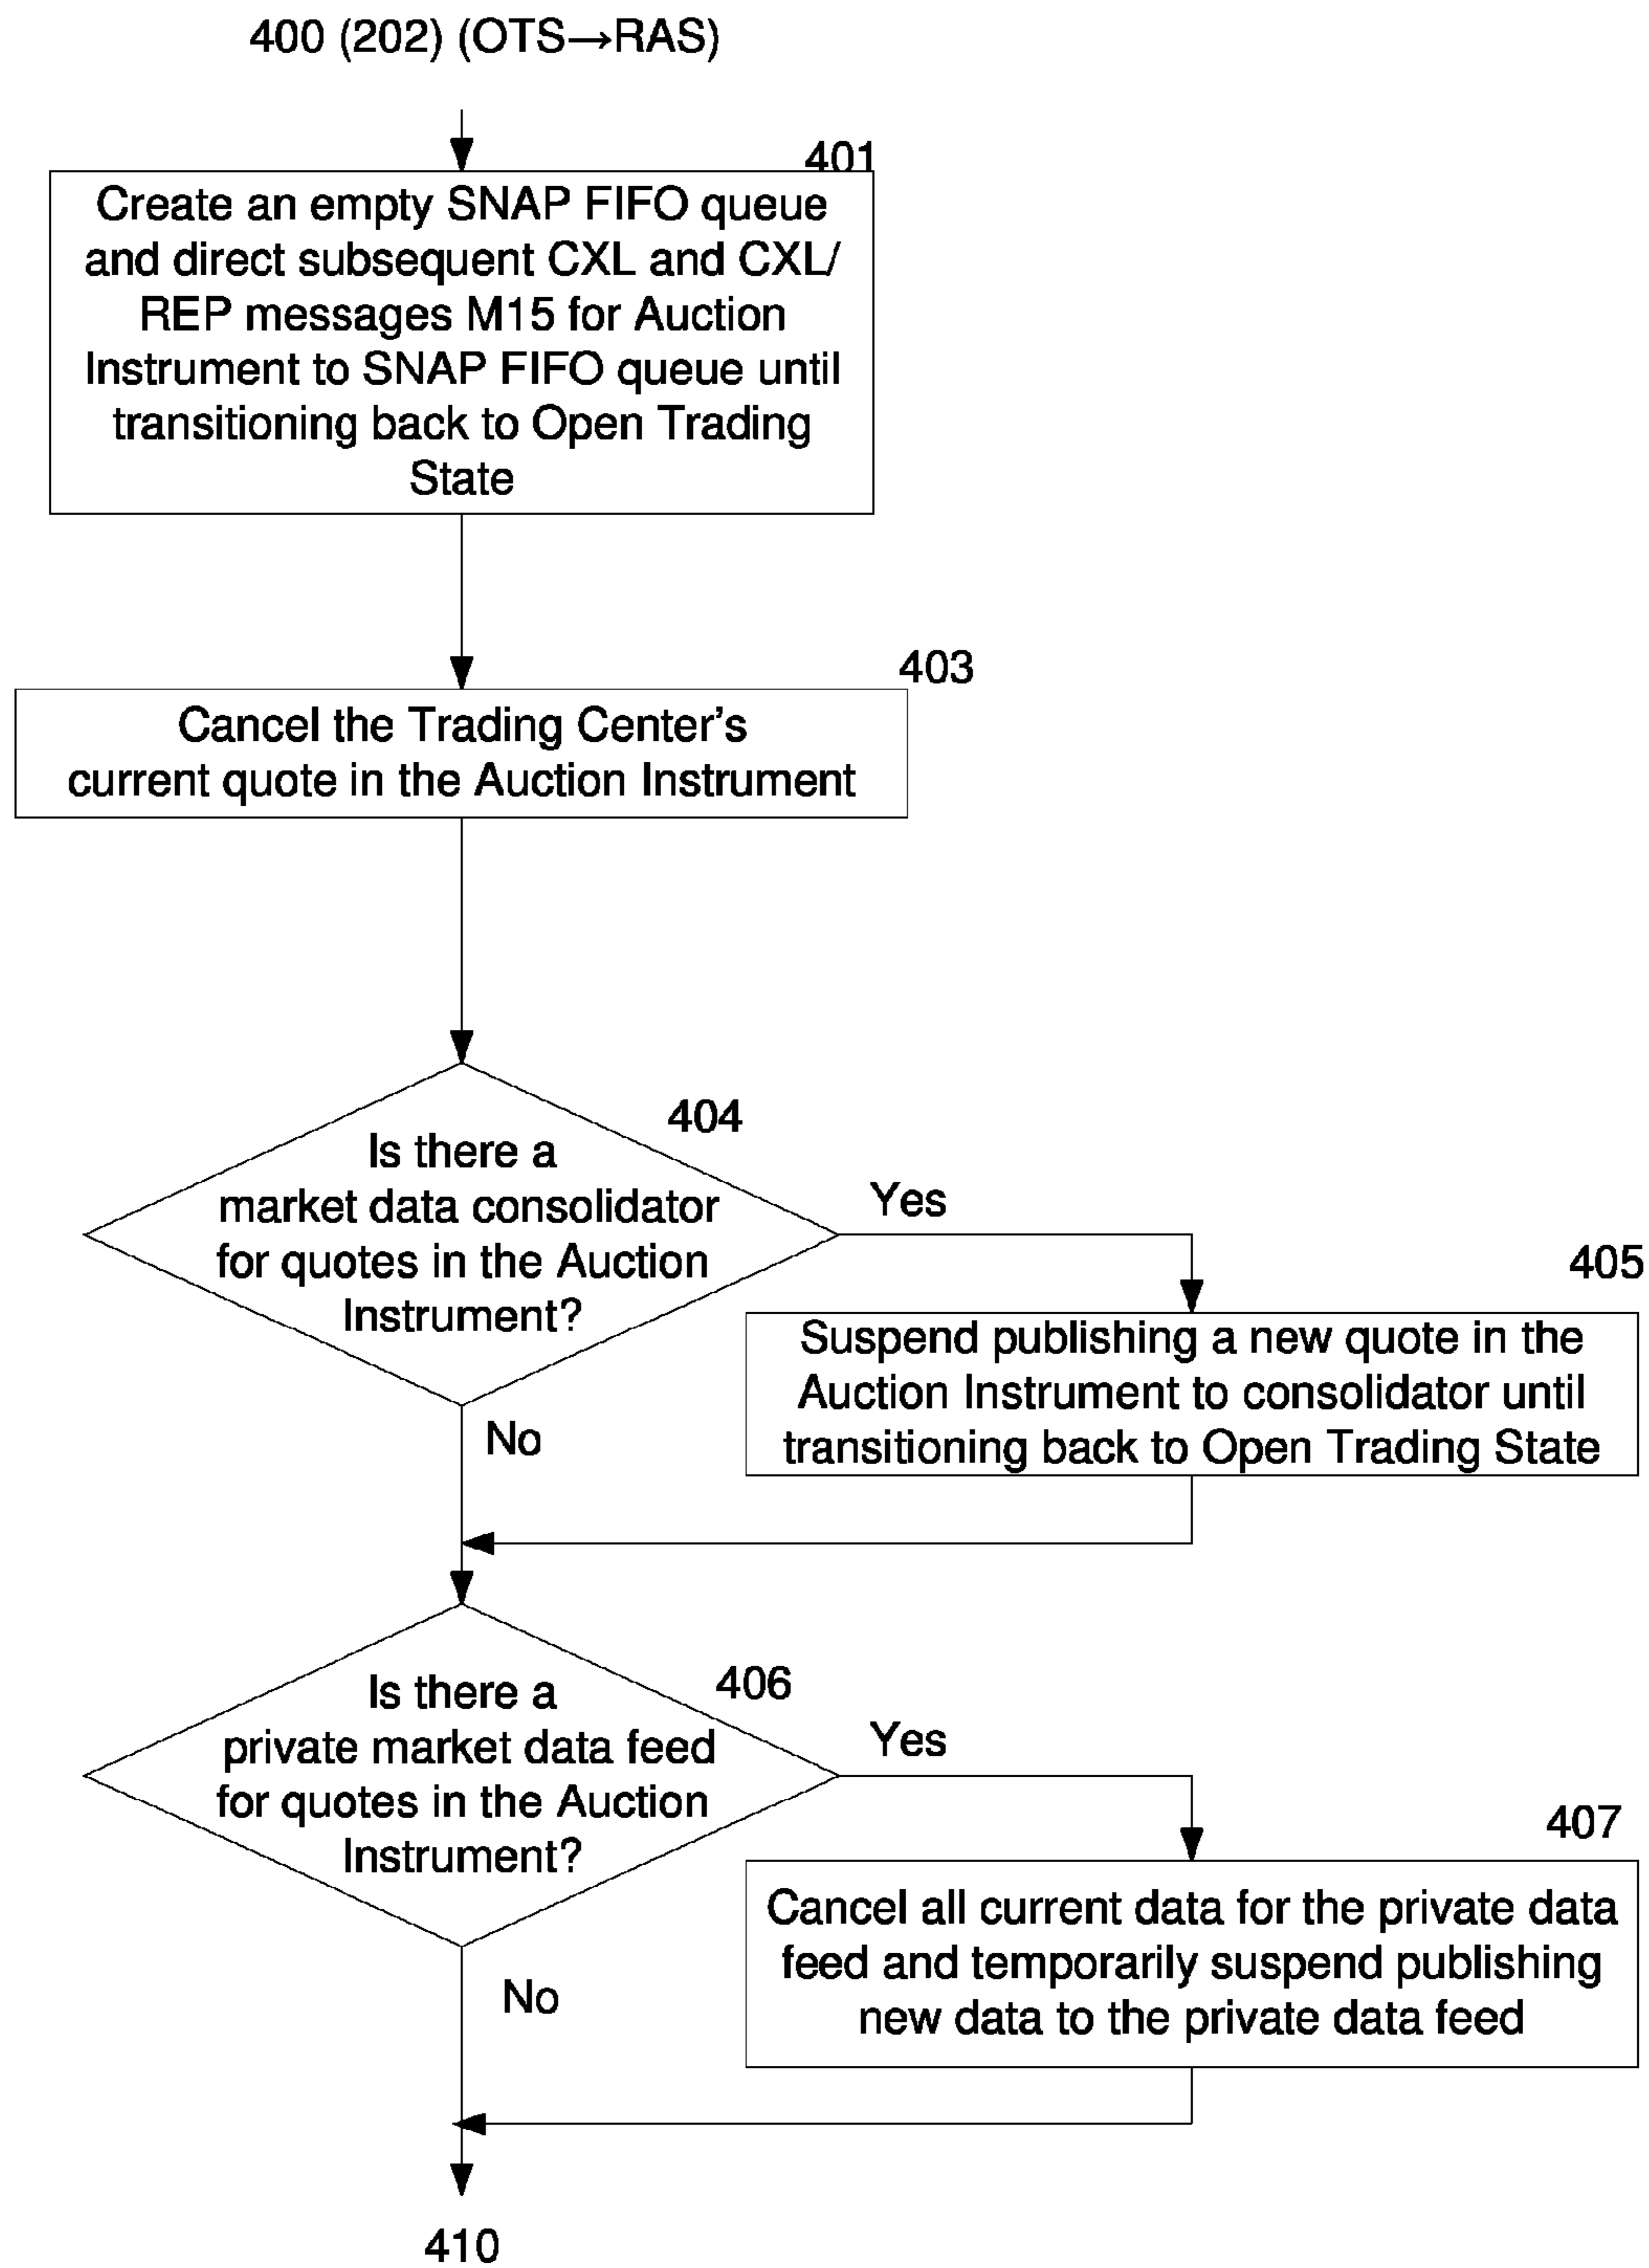 400 (202) (OTS→RAS)
401
Create an empty SNAP FIFO queue
and direct subsequent CXL and CXL/
REP messages M15 for Auction
Instrument to SNAP FIFO queue until
transitioning back to Open Trading
State
403
Cancel the Trading Center's
current quote in the Auction Instrument
404
Is there a
market data consolidator
for quotes in the Auction
Instrument?
Yes
No
405
Suspend publishing a new quote in the
Auction Instrument to consolidator until
transitioning back to Open Trading State
406
Is there a
private market data feed
for quotes in the Auction
Instrument?
Yes
No
407
Cancel all current data for the private data
feed and temporarily suspend publishing
new data to the private data feed
410